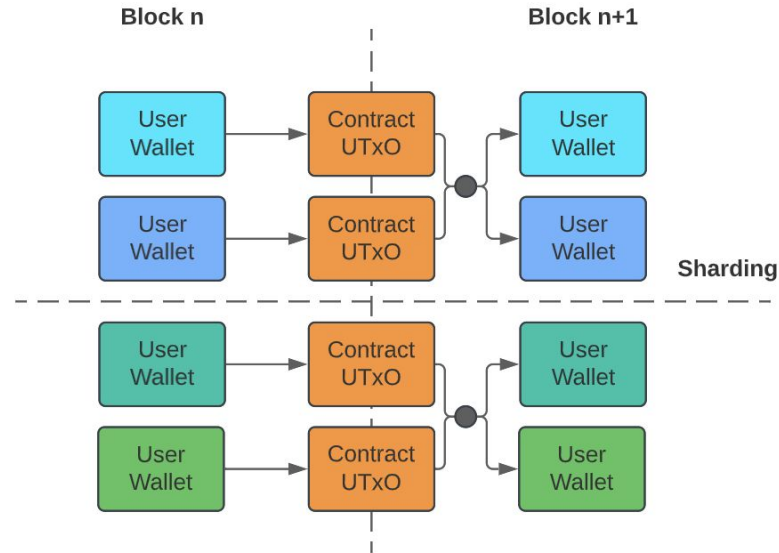 Block n
Block n+1
User
Wallet
Contract
UTxO
User
Wallet
User
Wallet
Contract
UTxO
User
Wallet
Sharding
User
Wallet
Contract
UTxO
User
Wallet
User
Wallet
Contract
UTxO
User
Wallet